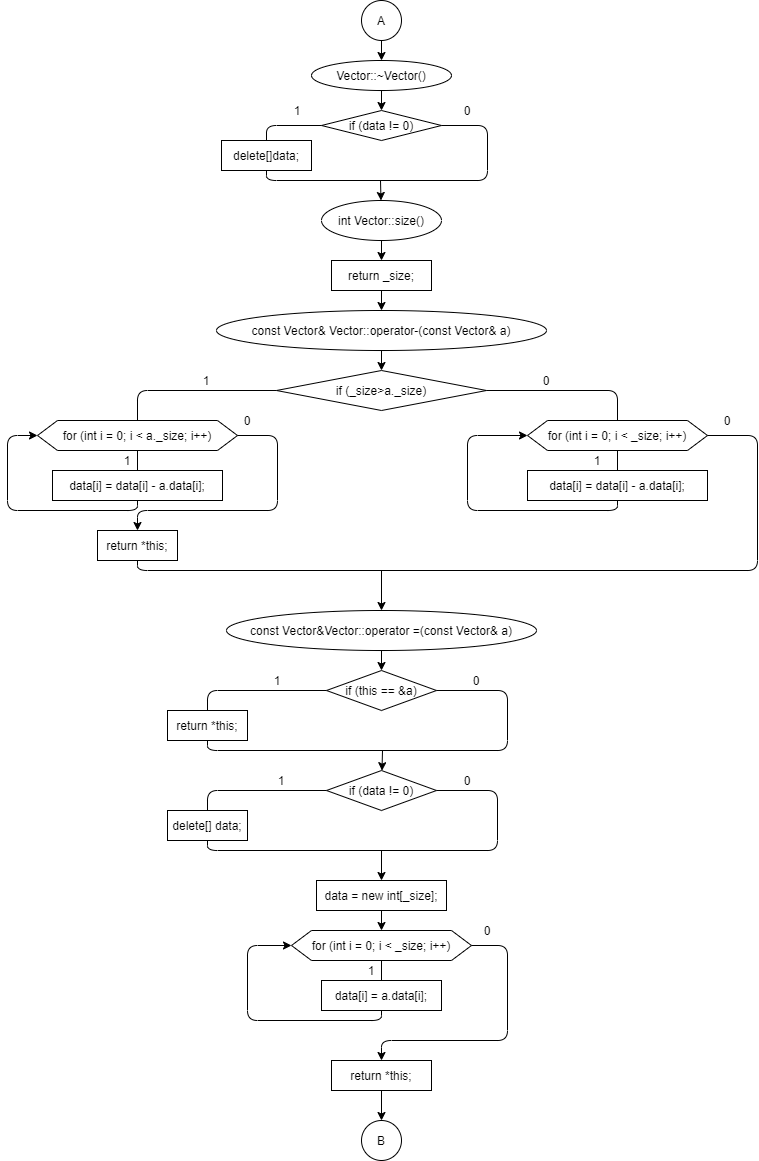 A
Vector::~Vector()
1
0
if (data != 0)
delete[]data;
int Vector::size()
return _size;
const Vector& Vector::operator-(const Vector& a)
1
0
if (_size>a._size)
0
0
for (int i = 0; i < a._size; i++)
for (int i = 0; i < _size; i++)
1
1
data[i] = data[i] - a.data[i];
data[i] = data[i] - a.data[i];
return *this;
const Vector&Vector::operator =(const Vector& a)
1
0
if (this == &a)
return *this;
1
0
if (data != 0)
delete[] data;
data = new int[_size];
0
for (int i = 0; i < _size; i++)
1
data[i] = a.data[i];
return *this;
B